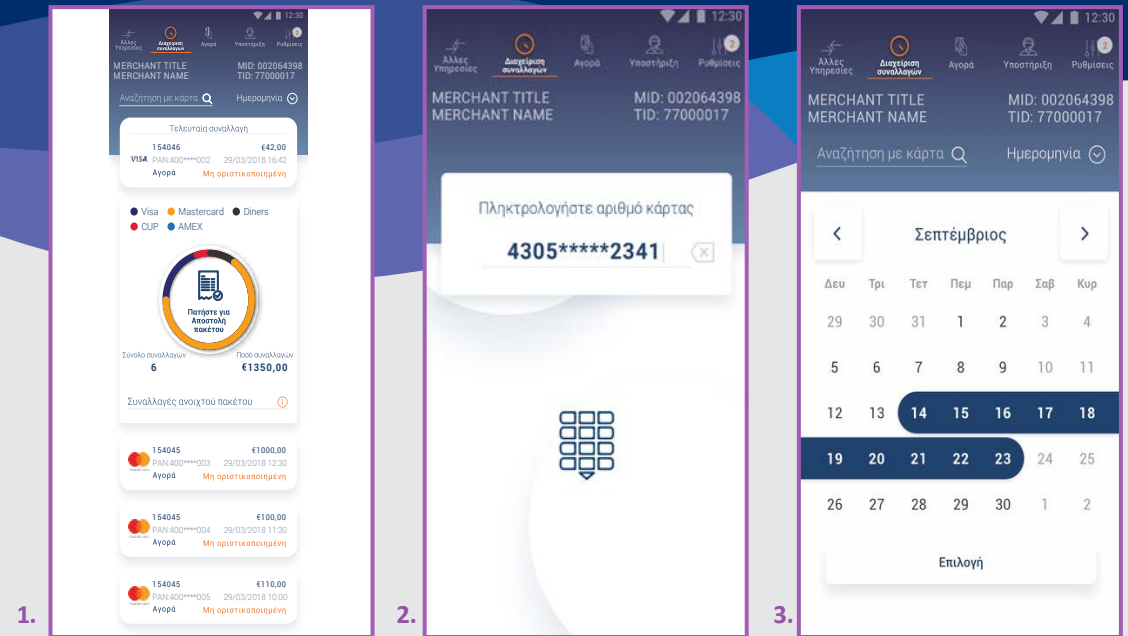 12:30
Άλλες
Υπηρεσίες
Διαχείριση
συναλλαγών
Αγορά
Υποστήριξη
2
Ρυθμίσεις
MERCHANT TITLE
MERCHANT NAME
MID: 002064398
TID: 77000017
Αναζήτηση με κάρτα
Ημερομηνία
Τελευταία συναλλαγή
154046 €42,00
VISA PAN:400****002 29/03/2018 16:42
Αγορά Μη οριστικοποιημένη
Visa Mastercard Diners
CUP AMEX
Πατήστε για
Αποστολή
πακέτου
Σύνολο συναλλαγών Ποσό συναλλαγών
6 €1350,00
Συναλλαγές ανοιχτού πακέτου
154045 €1000,00
PAN:400****003 29/03/2018 12:30
Αγορά Μη οριστικοποιημένη
154045 €100,00
PAN:400****004 29/03/2018 11:30
Αγορά Μη οριστικοποιημένη
154045 €110,00
PAN:400****005 29/03/2018 10:00
Αγορά Μη οριστικοποιημένη
1.
12:30
Άλλες
Υπηρεσίες
Διαχείριση
συναλλαγών
Αγορά
Υποστήριξη
2
Ρυθμίσεις
MERCHANT TITLE
MERCHANT NAME
MID: 002064398
TID: 77000017
Πληκτρολογήστε αριθμό κάρτας
4305*****2341
2.
12:30
Άλλες
Υπηρεσίες
Διαχείριση
συναλλαγών
Αγορά
Υποστήριξη
2
Ρυθμίσεις
MERCHANT TITLE
MERCHANT NAME
MID: 002064398
TID: 77000017
Αναζήτηση με κάρτα
Ημερομηνία
Σεπτέμβριος
Δευ Τρι Τετ Πεμ Παρ Σαβ Κυρ
29 30 31 1 2 3 4
5 6 7 8 9 10 11
12 13 14 15 16 17 18
19 20 21 22 23 24 25
26 27 28 29 30 1 2
Επιλογή
3.